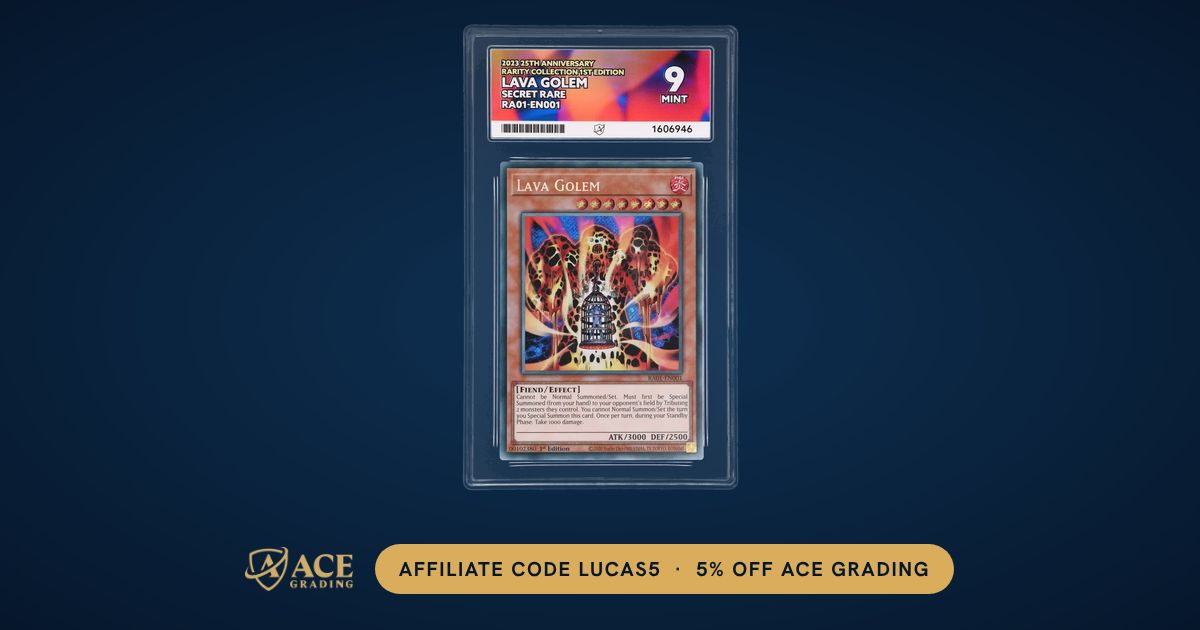 2023 25TH ANNIVERSARY
RARITY COLLECTION 1ST EDITION
LAVA GOLEM
SECRET RARE
RA01-EN001
9
MINT
1606946
LAVA GOLEM
RA01-EN001
[FIEND/EFFECT]
Cannot be Normal Summoned/Set. Must first be Special
Summoned (from your hand) to your opponent's field by Tributing
2 monsters they control. You cannot Normal Summon/Set the turn
you Special Summon this card. Once per turn, during your Standby
Phase: Take 1000 damage.
ATK/3000 DEF/2500
00102380 1st Edition
ACE
GRADING
AFFILIATE CODE LUCAS5 · 5% OFF ACE GRADING